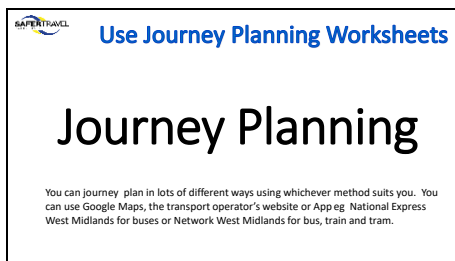 SAFERTRAVEL
Use Journey Planning Worksheets
Journey Planning
You can journey plan in lots of different ways using whichever method suits you. You
can use Google Maps, the transport operator's website or App eg National Express
West Midlands for buses or Network West Midlands for bus, train and tram.